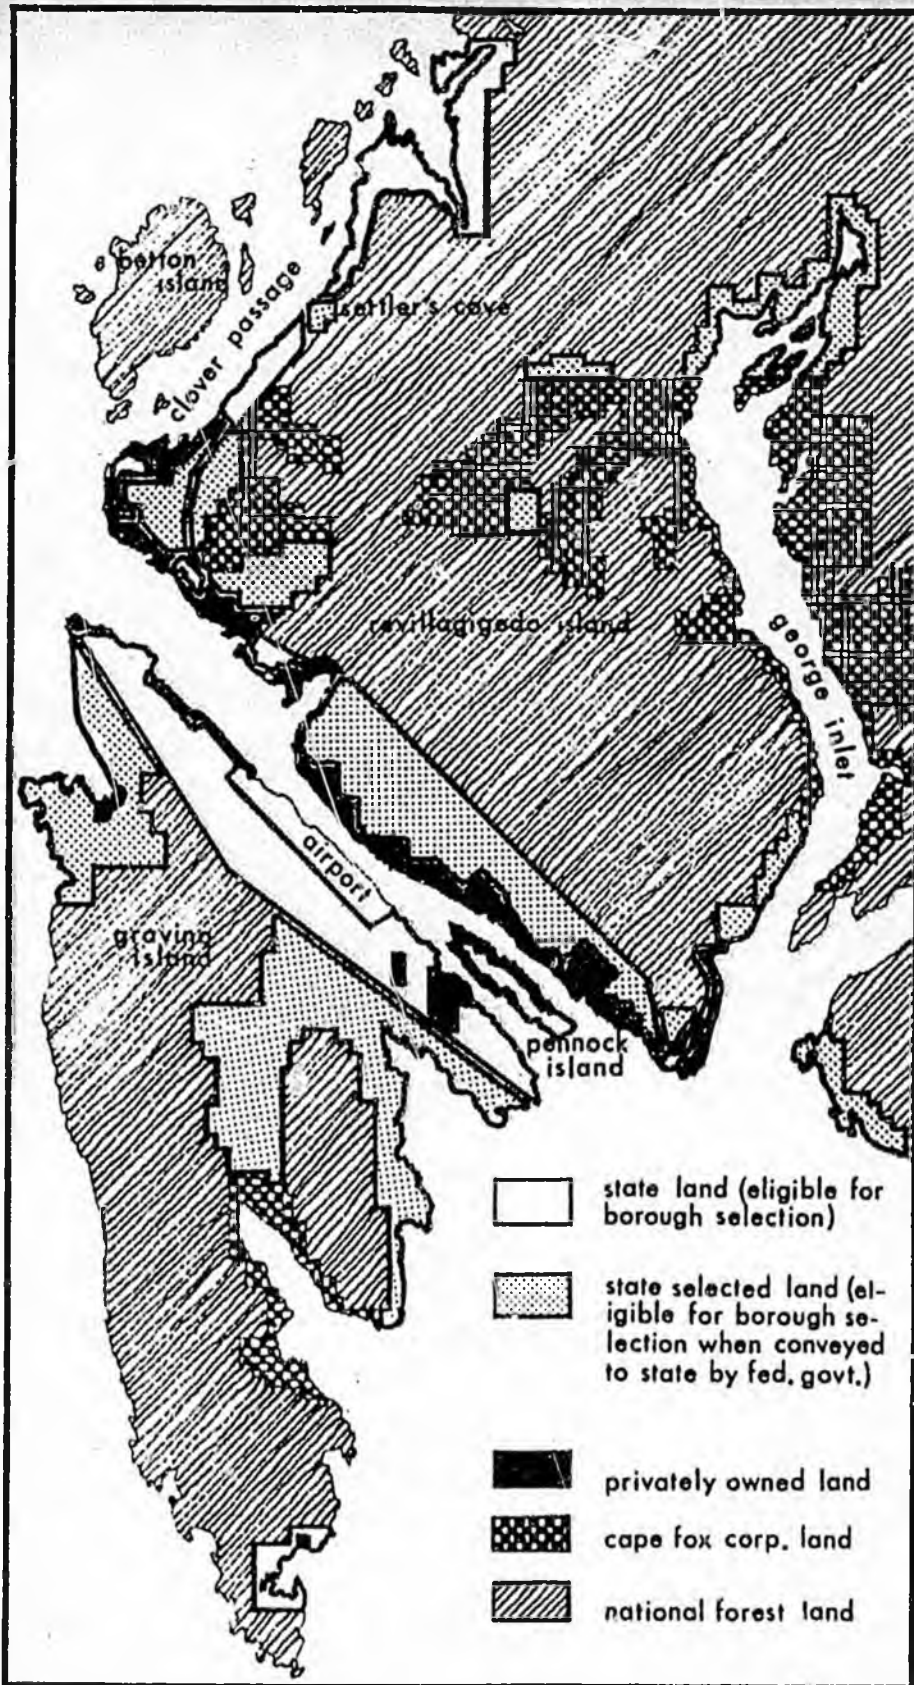 betton
island
clover passage
settler's cove
revillagigedo island
george inlet
airport
gravina
island
pennock
island
state land (eligible for
borough selection)
state selected land (el-
igible for borough se-
lection when conveyed
to state by fed. govt.)
privately owned land
cape fox corp. land
national forest land